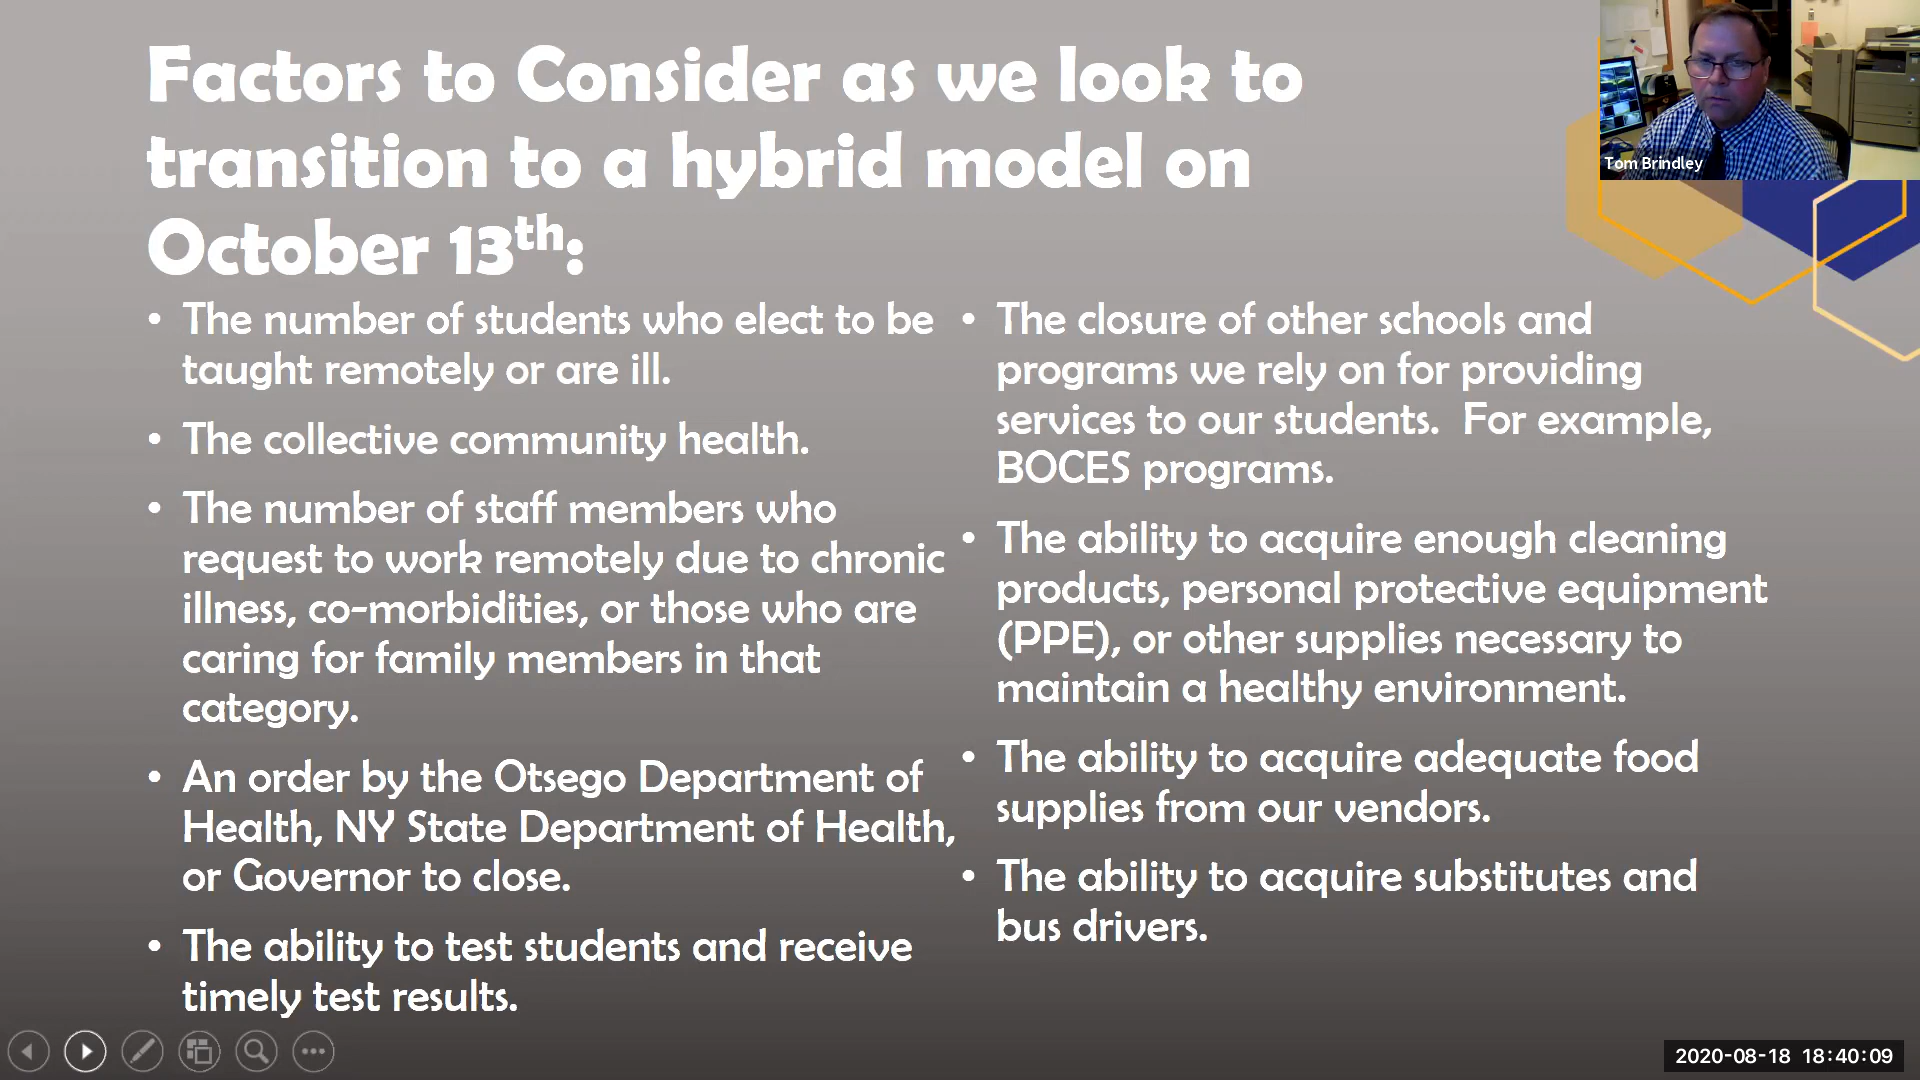 Factors to Consider as we look to
transition to a hybrid model on
October 13th:
• The number of students who elect to be
taught remotely or are ill.
• The collective community health.
• The number of staff members who
request to work remotely due to chronic
illness, co-morbidities, or those who are
caring for family members in that
category.
• An order by the Otsego Department of
Health, NY State Department of Health,
or Governor to close.
• The ability to test students and receive
timely test results.
• The closure of other schools and
programs we rely on for providing
services to our students.  For example,
BOCES programs.
• The ability to acquire enough cleaning
products, personal protective equipment
(PPE), or other supplies necessary to
maintain a healthy environment.
• The ability to acquire adequate food
supplies from our vendors.
• The ability to acquire substitutes and
bus drivers.
Tom Brindley
2020-08-18 18:40:09